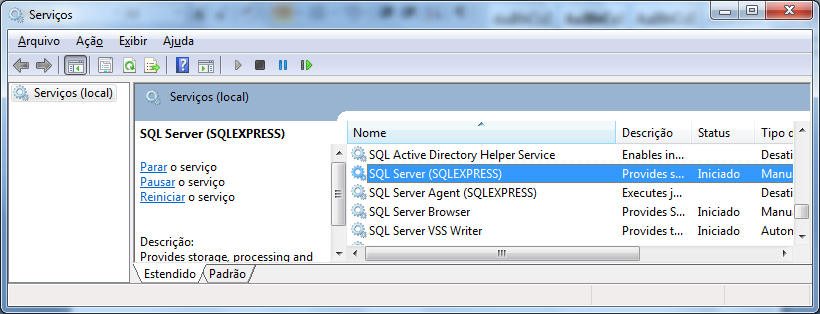 Serviços
Arquivo Ação Exibir Ajuda
Serviços (local)
Serviços (local)
SQL Server (SQLEXPRESS)
Parar o serviço
Pausar o serviço
Reiniciar o serviço
Descrição:
Provides storage, processing and
Nome Descrição Status Tipo d
SQL Active Directory Helper Service Enables in... Desati
SQL Server (SQLEXPRESS) Provides s... Iniciado Manu
SQL Server Agent (SQLEXPRESS) Executes j... Desati
SQL Server Browser Provides S... Iniciado Manu
SQL Server VSS Writer Provides t... Iniciado Auton
Estendido Padrão